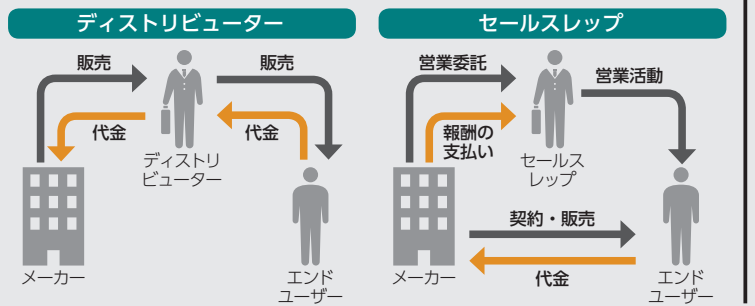 ディストリビューター
販売
販売
代金
代金
ディストリ
ビューター
メーカー
エンド
ユーザー
セールスレップ
営業委託
営業活動
報酬の
支払い
セールス
レップ
契約・販売
代金
メーカー
エンド
ユーザー